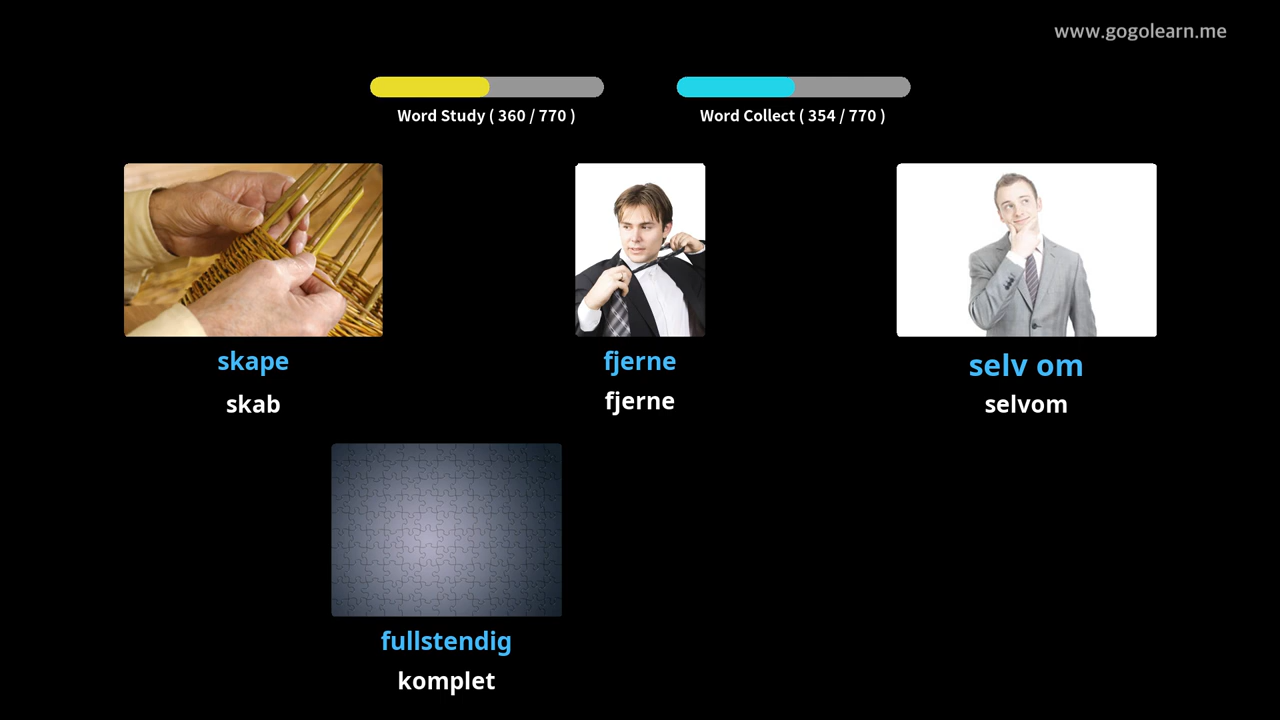 www.gogolearn.me
Word Study ( 360 / 770 )
Word Collect ( 354 / 770 )
skape
skab
fjerne
fjerne
selv om
selvom
fullstendig
komplet